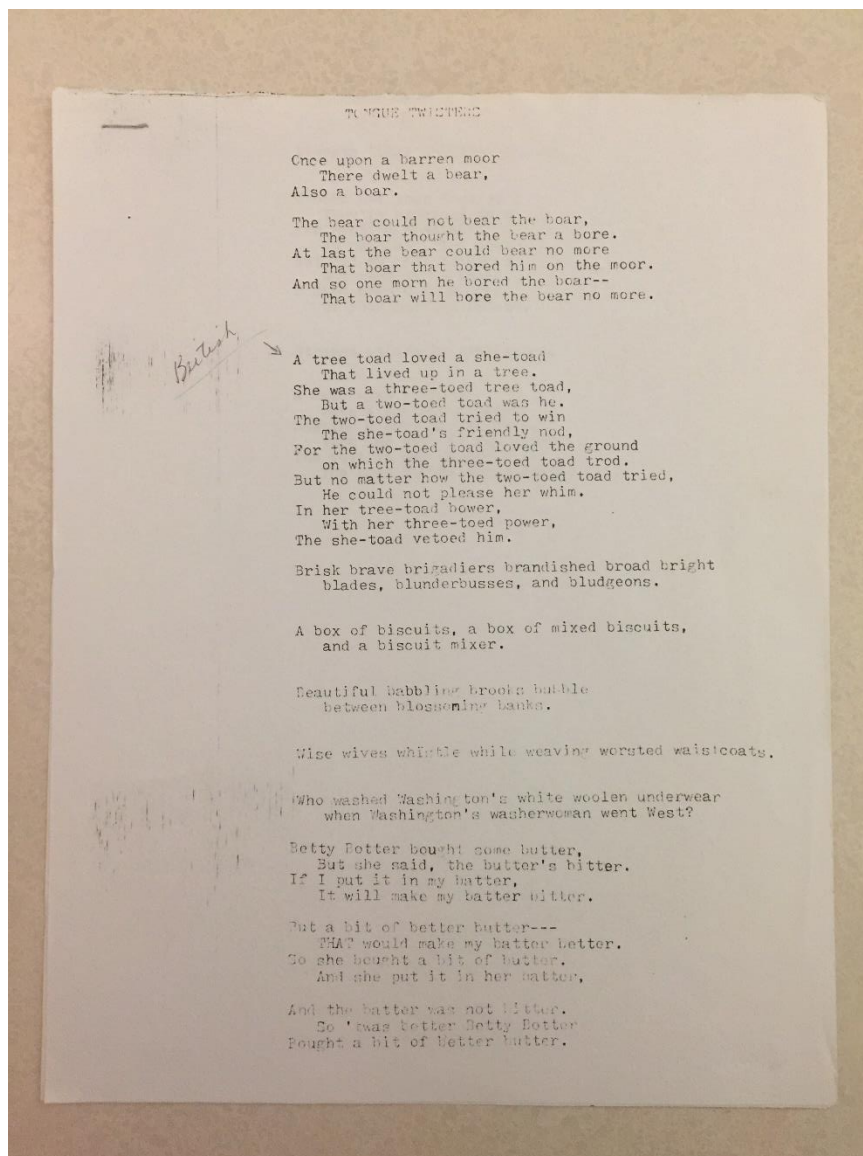 TONGUE TWISTERS
Once upon a barren moor
There dwelt a bear,
Also a boar.
The bear could not bear the boar,
The boar thought the bear a bore.
At last the bear could bear no more
That boar that bored him on the moor.
And so one morn he bored the boar--
That boar will bore the bear no more.
British
A tree toad loved a she-toad
That lived up in a tree.
She was a three-toed tree toad,
But a two-toed toad was he.
The two-toed toad tried to win
The she-toad's friendly nod,
For the two-toed toad loved the ground
on which the three-toed toad trod.
But no matter how the two-toed toad tried,
He could not please her whim.
In her tree-toad bower,
With her three-toed power,
The she-toad vetoed him.
Brisk brave brigadiers brandished broad bright
blades, blunderbusses, and bludgeons.
A box of biscuits, a box of mixed biscuits,
and a biscuit mixer.
Beautiful babbling brooks bubble
between blossoming banks.
Wise wives whistle while weaving worsted waistcoats.
Who washed Washington's white woolen underwear
when Washington's washerwoman went West?
Betty Botter bought some butter,
But she said, the butter's bitter.
If I put it in my batter,
It will make my batter bitter.
But a bit of better butter---
THAT would make my batter better.
So she bought a bit of butter.
And she put it in her batter,
And the batter was not bitter.
So 'twas better Betty Botter
Bought a bit of better butter.